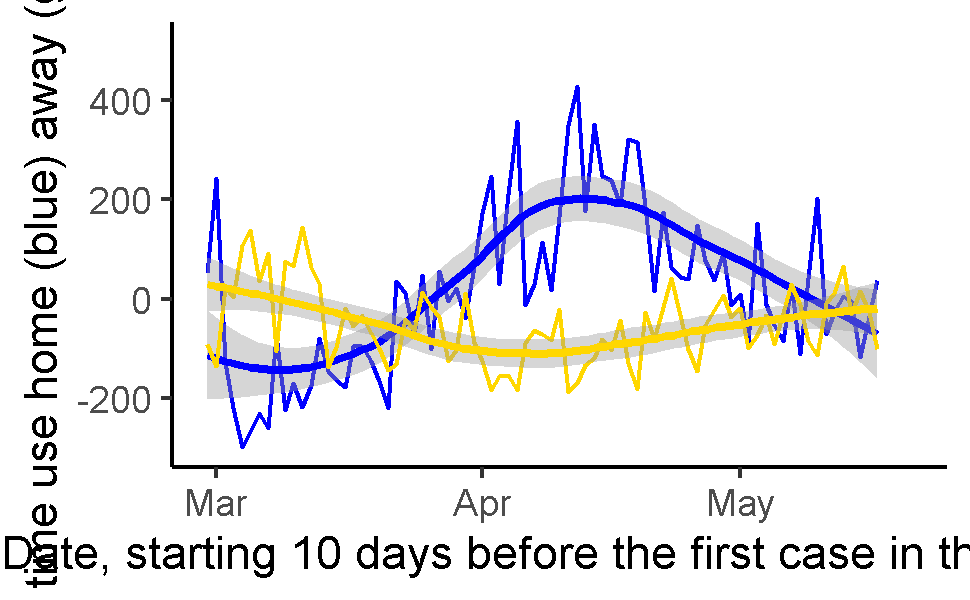 time use home (blue) away (
400
200
0
-200
Mar Apr May
Date, starting 10 days before the first case in th